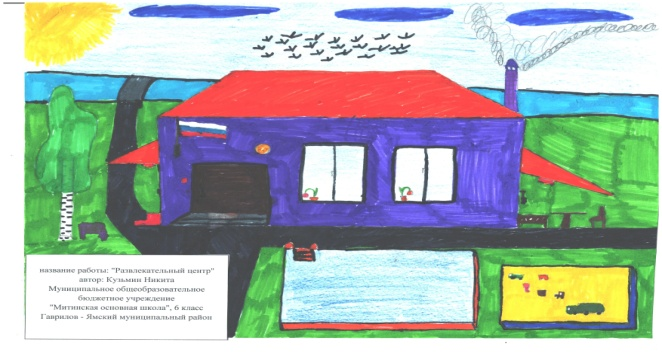 название работы: "Развлекательный центр"
автор: Кузьмин Никита
Муниципальное общеобразовательное
бюджетное учреждение
"Митинская основная школа", 6 класс
Гаврилов - Ямский муниципальный район